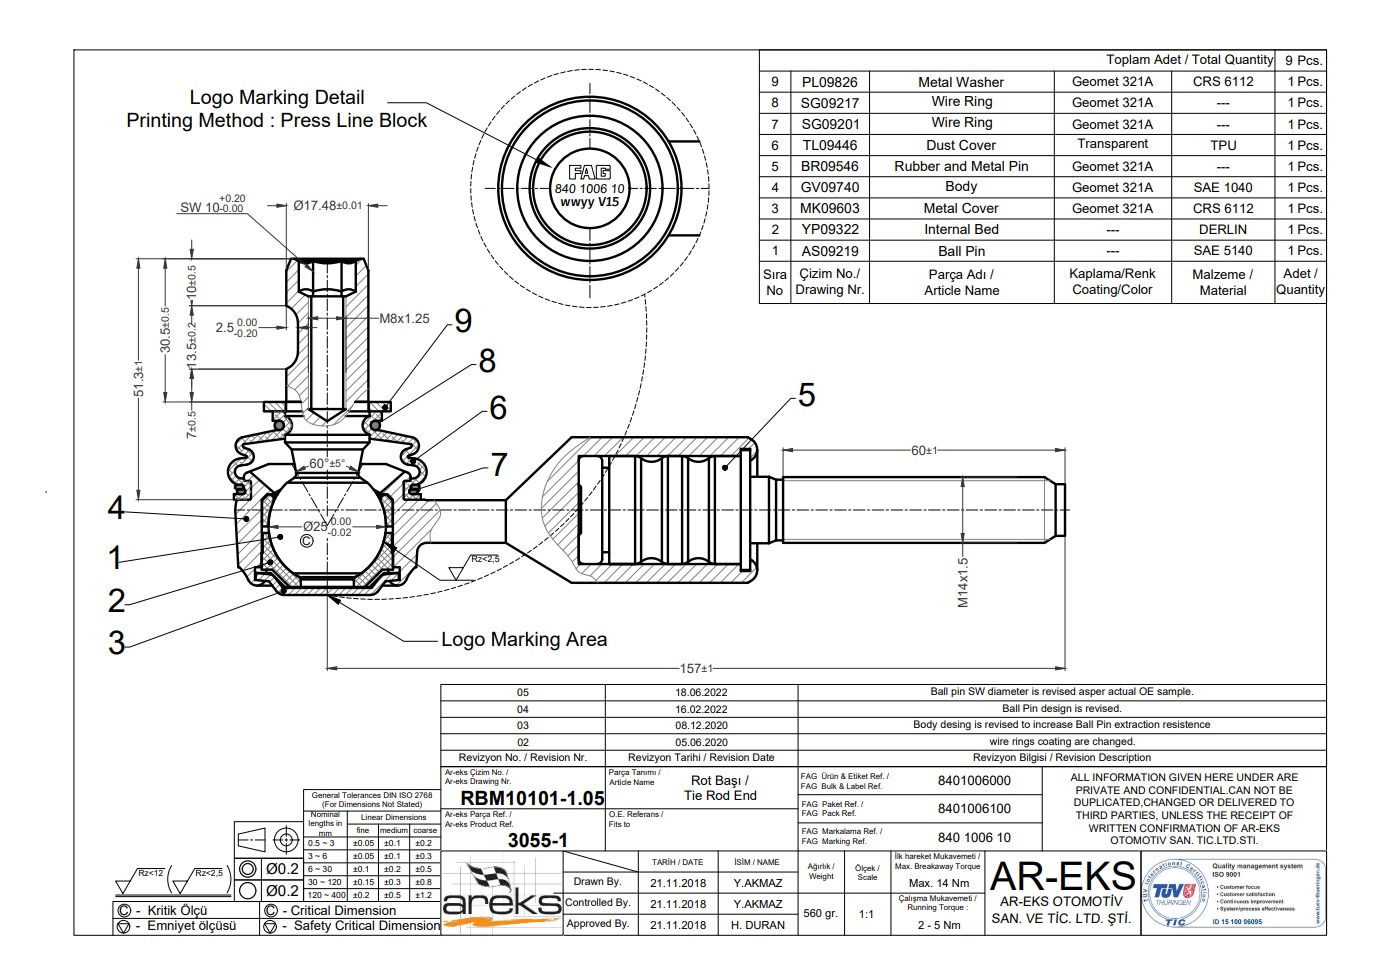 Logo Marking Detail
Printing Method : Press Line Block
FAG
840 1006 10
wwyy V15
Toplam Adet / Total Quantity 9 Pcs.
9 PL09826 Metal Washer Geomet 321A CRS 6112 1 Pcs.
8 SG09217 Wire Ring Geomet 321A --- 1 Pcs.
7 SG09201 Wire Ring Geomet 321A --- 1 Pcs.
6 TL09446 Dust Cover Transparent TPU 1 Pcs.
5 BR09546 Rubber and Metal Pin Geomet 321A --- 1 Pcs.
4 GV09740 Body Geomet 321A SAE 1040 1 Pcs.
3 MK09603 Metal Cover Geomet 321A CRS 6112 1 Pcs.
2 YP09322 Internal Bed --- DERLIN 1 Pcs.
1 AS09219 Ball Pin --- SAE 5140 1 Pcs.
Sıra No Çizim No./ Drawing Nr. Parça Adı / Article Name Kaplama/Renk Coating/Color Malzeme / Material Adet / Quantity
SW 10 +0.20 -0.00
Ø17.48±0.01
10±0.5
30.5±0.5
13.5±0.2
2.5 0.00 -0.20
51.3±1
7±0.5
M8x1.25
9
8
6
7
5
60°±5°
Ø25 0.00 -0.02
©
Rz<2,5
4
1
2
3
60±1
M14x1.5
Logo Marking Area
157±1
05 18.06.2022 Ball pin SW diameter is revised asper actual OE sample.
04 16.02.2022 Ball Pin design is revised.
03 08.12.2020 Body desing is revised to increase Ball Pin extraction resistence
02 05.06.2020 wire rings coating are changed.
Revizyon No. / Revision Nr. Revizyon Tarihi / Revision Date Revizyon Bilgisi / Revision Description
Ar-eks Çizim No. /
Ar-eks Drawing Nr.
RBM10101-1.05
Parça Tanımı /
Article Name
Rot Başı /
Tie Rod End
Ar-eks Parça Ref. /
Ar-eks Product Ref.
3055-1
O.E. Referans /
Fits to
FAG Ürün & Etiket Ref. /
FAG Bulk & Label Ref.
8401006000
FAG Paket Ref. /
FAG Pack Ref.
8401006100
FAG Markalama Ref. /
FAG Marking Ref.
840 1006 10
ALL INFORMATION GIVEN HERE UNDER ARE
PRIVATE AND CONFIDENTIAL.CAN NOT BE
DUPLICATED,CHANGED OR DELIVERED TO
THIRD PARTIES, UNLESS THE RECEIPT OF
WRITTEN CONFIRMATION OF AR-EKS
OTOMOTIV SAN. TIC.LTD.STI.
General Tolerances DIN ISO 2768
(For Dimensions Not Stated)
Nominal lengths in mm Linear Dimensions
fine medium coarse
0.5 ~ 3 ±0.05 ±0.1 ±0.2
3 ~ 6 ±0.05 ±0.1 ±0.3
6 ~ 30 ±0.1 ±0.2 ±0.5
30 ~ 120 ±0.15 ±0.3 ±0.8
120 ~ 400 ±0.2 ±0.5 ±1.2
Ø0.2
Ø0.2
Rz<12 ( Rz<2,5 )
© - Kritik Ölçü © - Critical Dimension
- Emniyet ölçüsü - Safety Critical Dimension
areks
TARİH / DATE İSİM / NAME
Drawn By. 21.11.2018 Y.AKMAZ
Controlled By. 21.11.2018 Y.AKMAZ
Approved By. 21.11.2018 H. DURAN
Ağırlık /
Weight
560 gr.
Ölçek /
Scale
1:1
İlk hareket Mukavemeti /
Max. Breakaway Torque
Max. 14 Nm
Çalışma Mukavemeti /
Running Torque :
2 - 5 Nm
AR-EKS
AR-EKS OTOMOTİV
SAN. VE TİC. LTD. ŞTİ.
TÜV International Certification
TÜV
THÜRINGEN
TIC
Quality management system
ISO 9001
• Customer focus
• Customer satisfaction
• Continuous improvement
• System/process effectiveness
ID 15 100 96095
www.tuev-thueringen.de